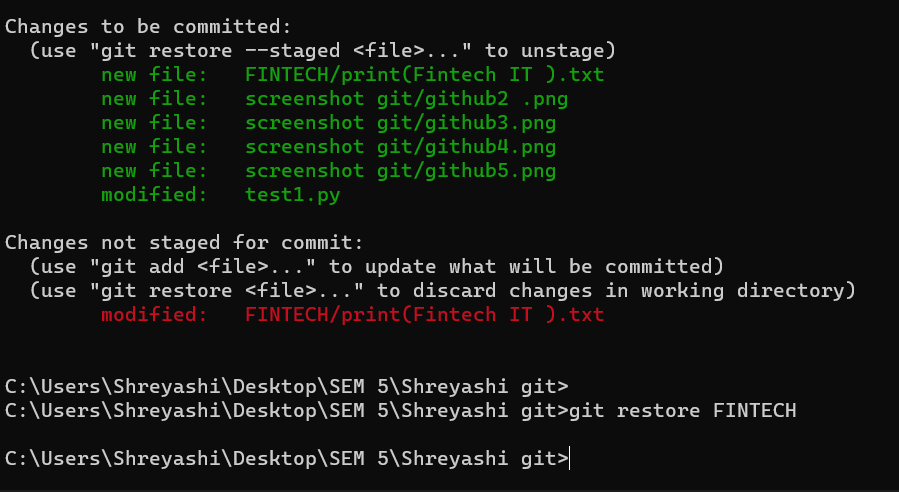 Changes to be committed:
  (use "git restore --staged <file>..." to unstage)
        new file:   FINTECH/print(Fintech IT ).txt
        new file:   screenshot git/github2 .png
        new file:   screenshot git/github3.png
        new file:   screenshot git/github4.png
        new file:   screenshot git/github5.png
        modified:   test1.py

Changes not staged for commit:
  (use "git add <file>..." to update what will be committed)
  (use "git restore <file>..." to discard changes in working directory)
        modified:   FINTECH/print(Fintech IT ).txt


C:\Users\Shreyashi\Desktop\SEM 5\Shreyashi git>
C:\Users\Shreyashi\Desktop\SEM 5\Shreyashi git>git restore FINTECH

C:\Users\Shreyashi\Desktop\SEM 5\Shreyashi git>